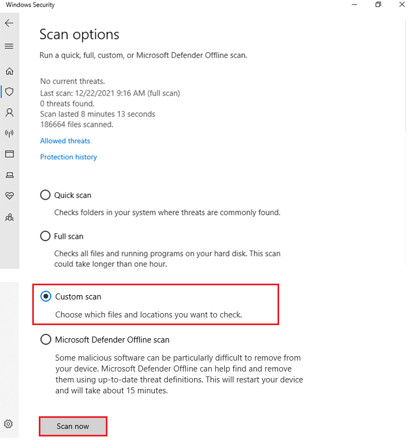 Windows Security
Scan options
Run a quick, full, custom, or Microsoft Defender Offline scan.
No current threats.
Last scan: 12/22/2021 9:16 AM (full scan)
0 threats found.
Scan lasted 8 minutes 13 seconds
186664 files scanned.
Allowed threats
Protection history
Quick scan
Checks folders in your system where threats are commonly found.
Full scan
Checks all files and running programs on your hard disk. This scan
could take longer than one hour.
Custom scan
Choose which files and locations you want to check.
Microsoft Defender Offline scan
Some malicious software can be particularly difficult to remove from
your device. Microsoft Defender Offline can help find and remove
them using up-to-date threat definitions. This will restart your device
and will take about 15 minutes.
Scan now